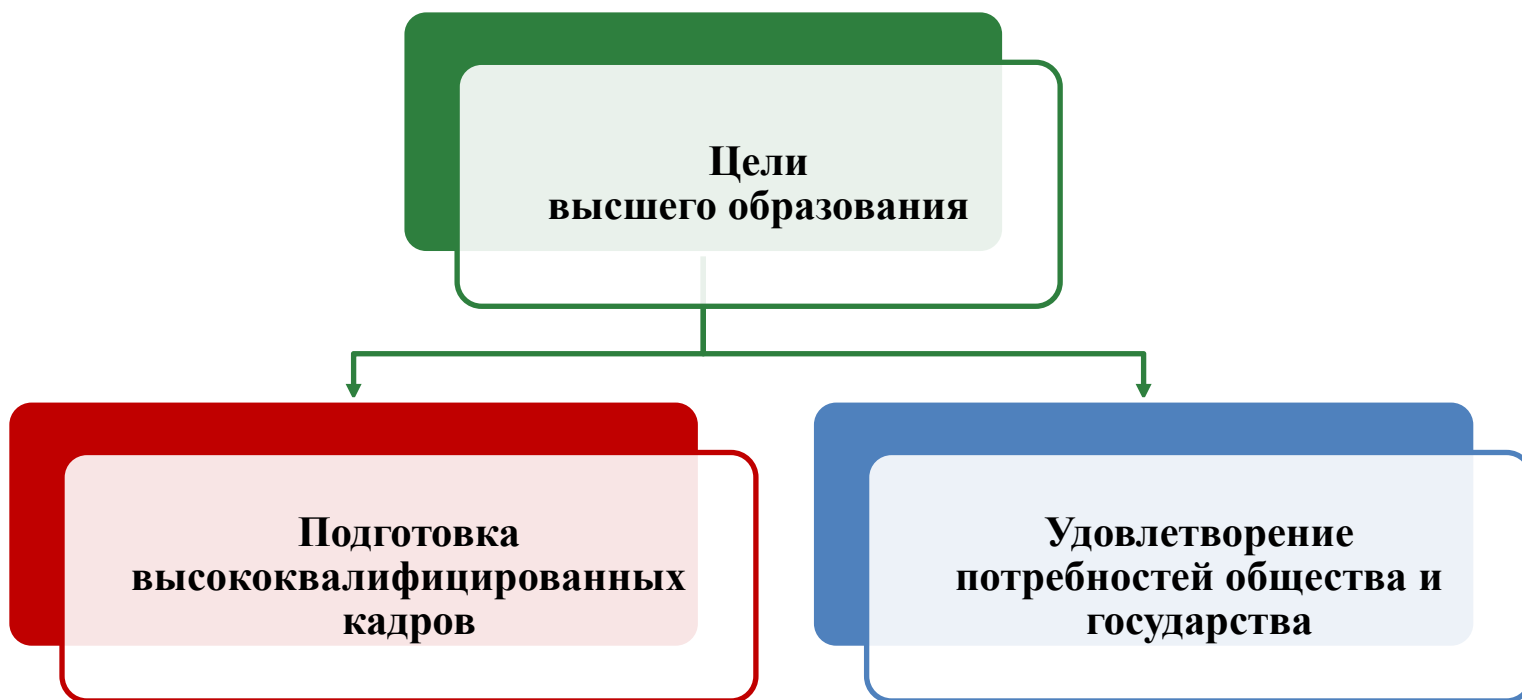 Цели
высшего образования
Подготовка
высококвалифицированных
кадров
Удовлетворение
потребностей общества и
государства